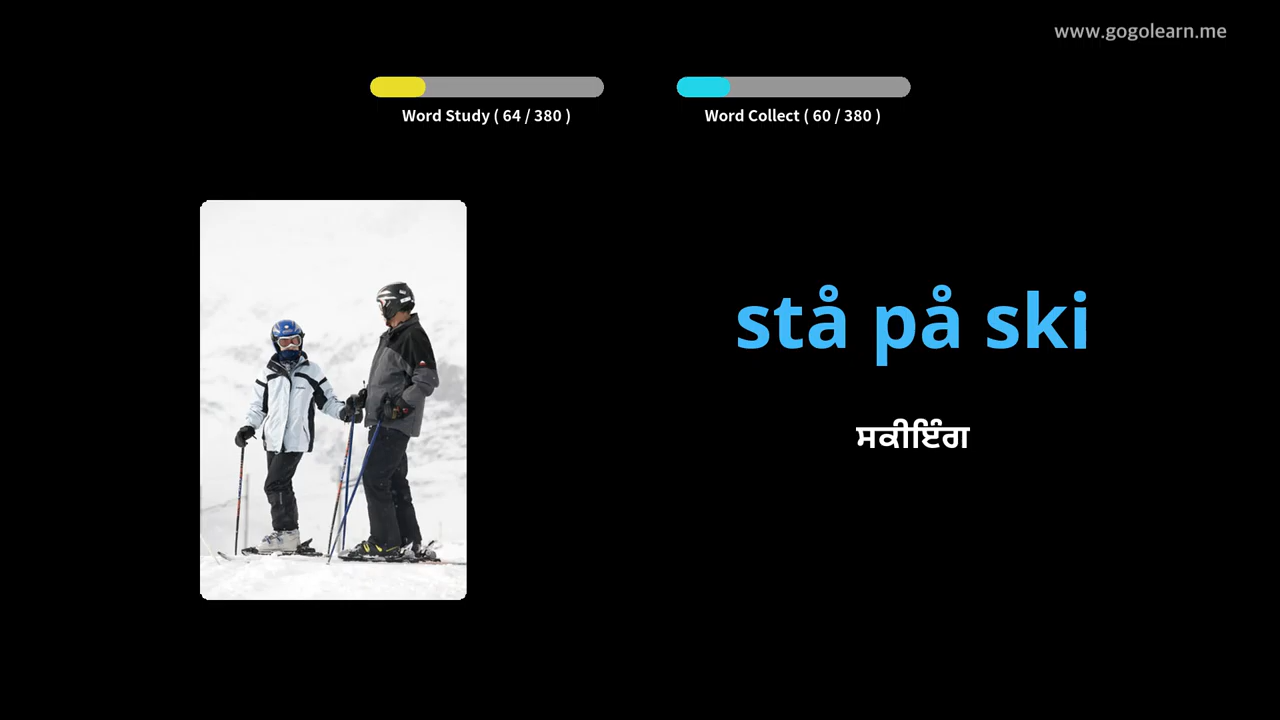 www.gogolearn.me
Word Study ( 64 / 380 )
Word Collect ( 60 / 380 )
stå på ski
ਸਕੀਇੰਗ